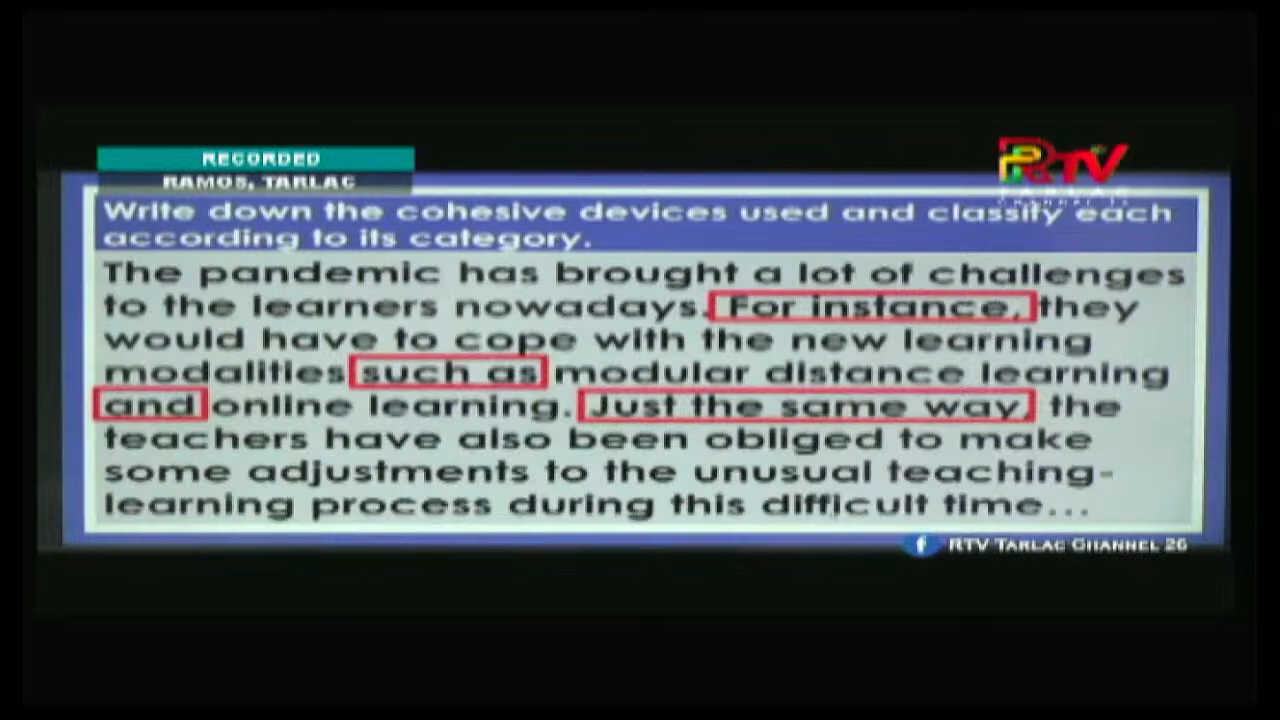 RECORDED
RAMOS, TARLAC
RTV
TARLAC
CHANNEL 26
Write down the cohesive devices used and classify each
according to its category.
The pandemic has brought a lot of challenges
to the learners nowadays. For instance, they
would have to cope with the new learning
modalities such as modular distance learning
and online learning. Just the same way, the
teachers have also been obliged to make
some adjustments to the unusual teaching-
learning process during this difficult time...
RTV TARLAC CHANNEL 26